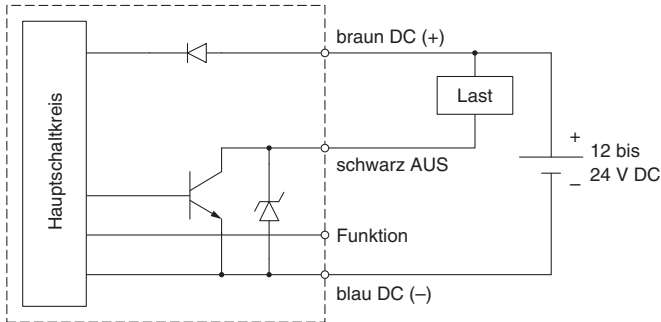 braun DC (+)
Last
Hauptschaltkreis
+
12 bis
schwarz AUS
–
24 V DC
Funktion
blau DC (–)